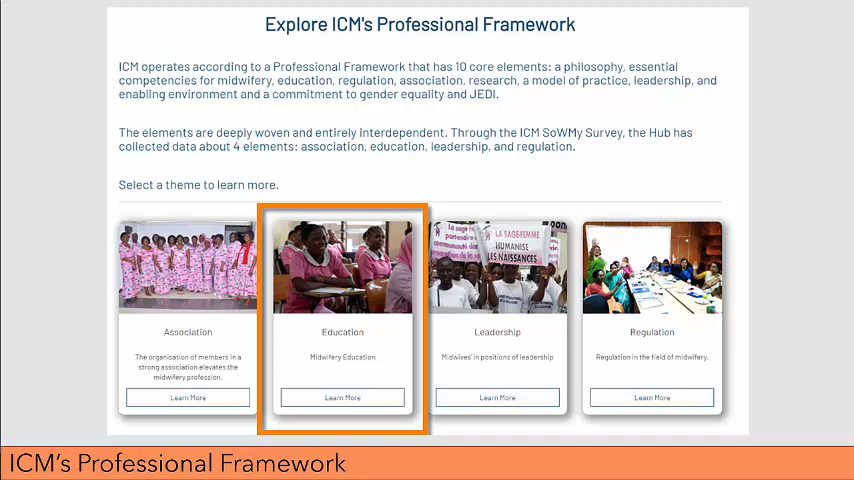 Explore ICM's Professional Framework
ICM operates according to a Professional Framework that has 10 core elements: a philosophy, essential
competencies for midwifery, education, regulation, association, research, a model of practice, leadership, and
enabling environment and a commitment to gender equality and JEDI.
The elements are deeply woven and entirely interdependent. Through the ICM SoWMy Survey, the Hub has
collected data about 4 elements: association, education, leadership, and regulation.
Select a theme to learn more.
LA SAGE-FEMME
HUMANISE
LES NAISSANCES
Association
The organisation of members in a
strong association elevates the
midwifery profession.
Learn More
Education
Midwifery Education
Learn More
Leadership
Midwives' in positions of leadership
Learn More
Regulation
Regulation in the field of midwifery.
Learn More
ICM's Professional Framework